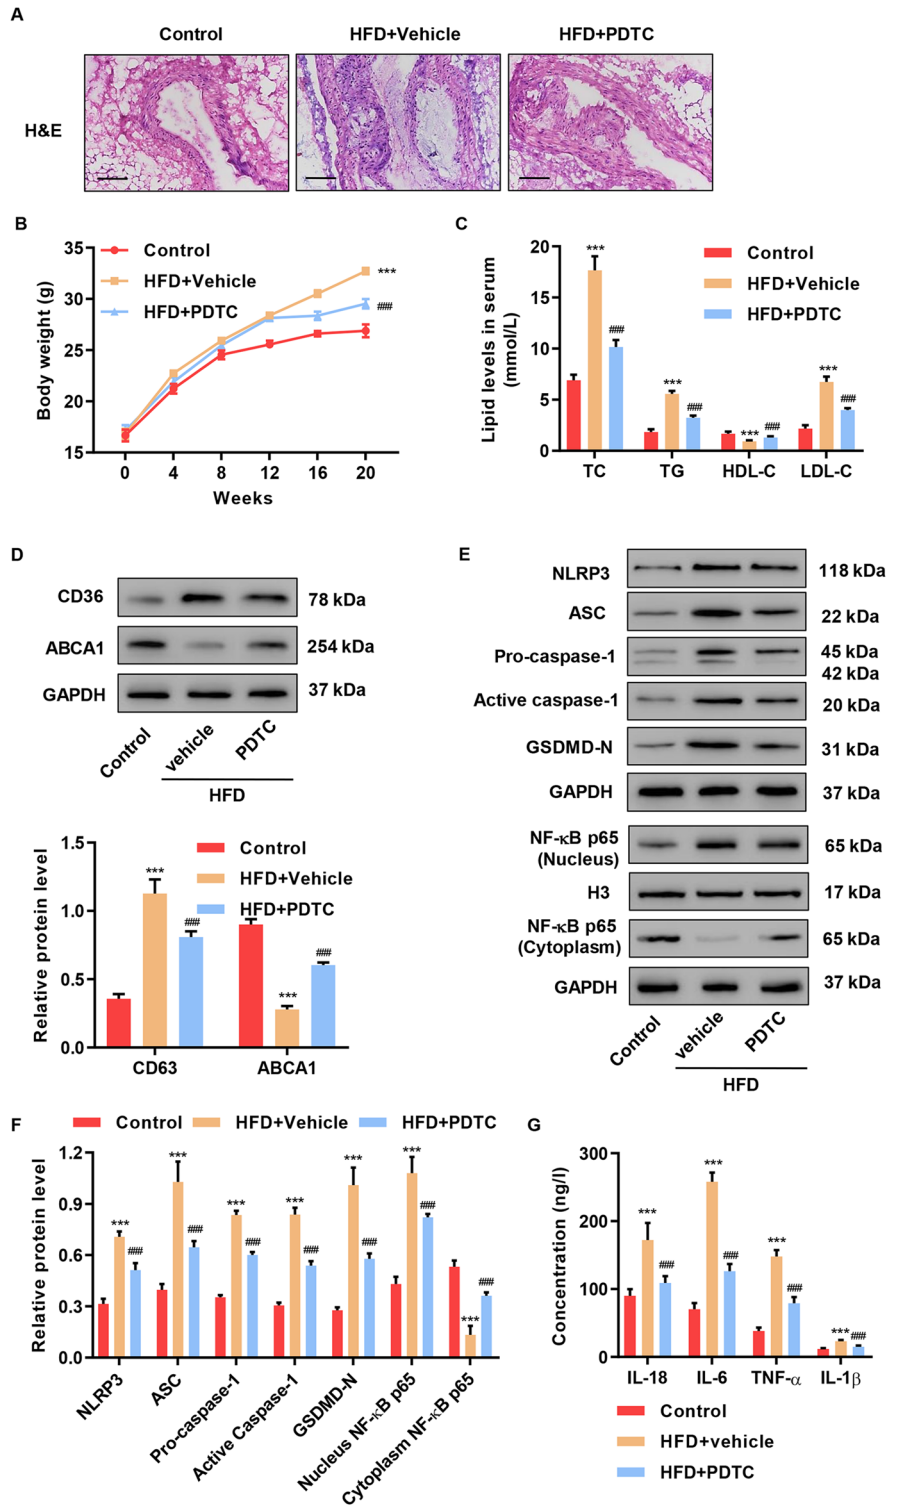 A
Control
HFD+Vehicle
HFD+PDTC
H&E
B
35
30
25
20
15
Body weight (g)
Control
HFD+Vehicle
HFD+PDTC
***
###
0 4 8 12 16 20
Weeks
C
20
15
10
5
0
Lipid levels in serum
(mmol/L)
Control
HFD+Vehicle
HFD+PDTC
***
###
***
###
***
###
***
###
TC TG HDL-C LDL-C
D
CD36 78 kDa
ABCA1 254 kDa
GAPDH 37 kDa
Control vehicle PDTC
HFD
1.5
1.0
0.5
0.0
Relative protein level
Control
HFD+Vehicle
HFD+PDTC
***
###
***
###
CD63 ABCA1
E
NLRP3 118 kDa
ASC 22 kDa
Pro-caspase-1 45 kDa
42 kDa
Active caspase-1 20 kDa
GSDMD-N 31 kDa
GAPDH 37 kDa
NF-κB p65
(Nucleus)
65 kDa
H3 17 kDa
NF-κB p65
(Cytoplasm)
65 kDa
GAPDH 37 kDa
Control vehicle PDTC
HFD
F
Control HFD+Vehicle HFD+PDTC
1.2
0.9
0.6
0.3
0.0
Relative protein level
***
###
***
###
***
###
***
###
***
###
***
###
***
###
NLRP3
ASC
Pro-caspase-1
Active Caspase-1
GSDMD-N
Nucleus NF-κB p65
Cytoplasm NF-κB p65
G
300
200
100
0
Concentration (ng/l)
***
###
***
###
***
###
***
###
IL-18 IL-6 TNF-α IL-1β
Control
HFD+vehicle
HFD+PDTC